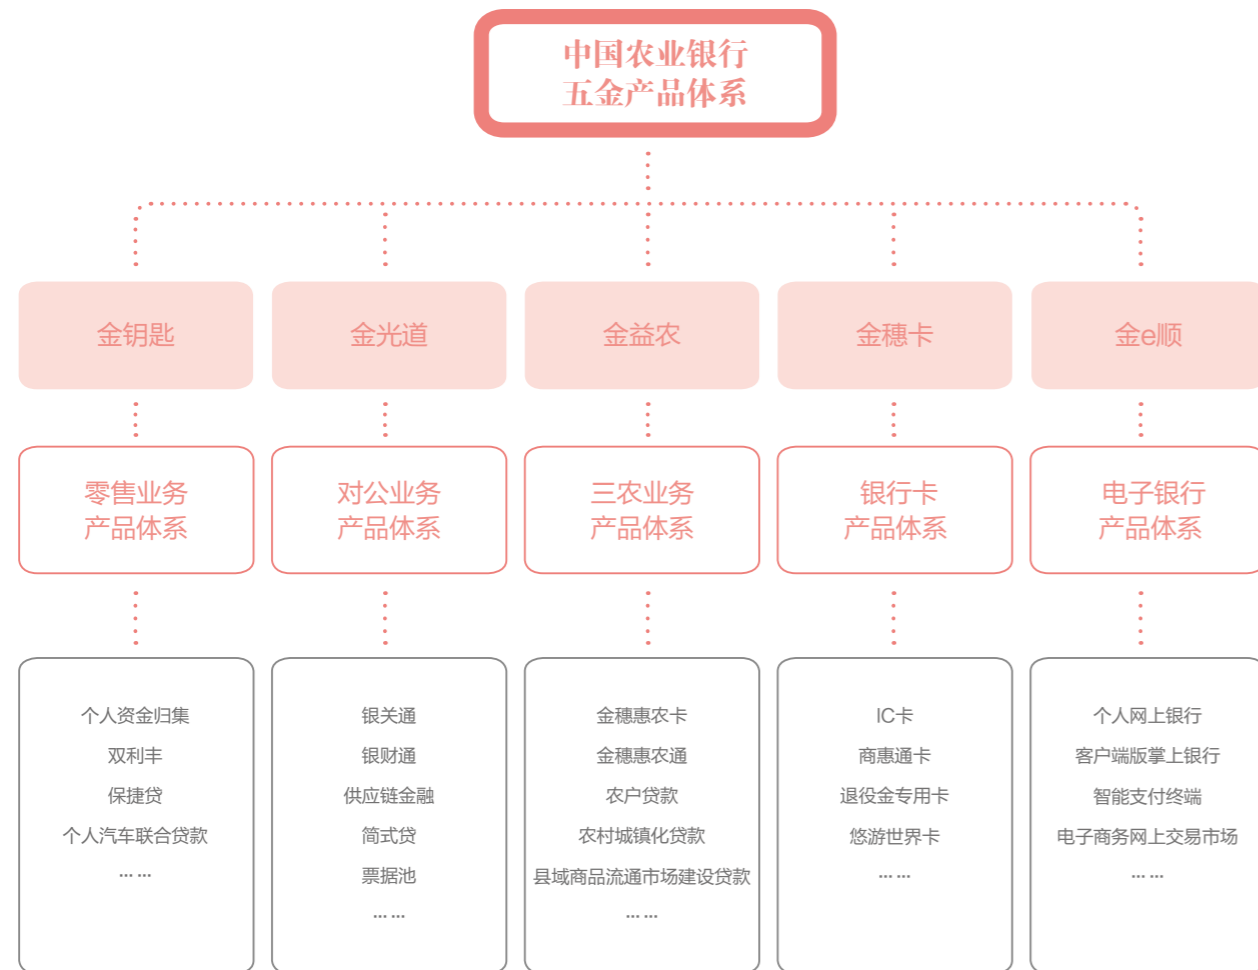 中国农业银行
五金产品体系
金钥匙
金光道
金益农
金穗卡
金e顺
零售业务
产品体系
对公业务
产品体系
三农业务
产品体系
银行卡
产品体系
电子银行
产品体系
个人资金归集
双利丰
保捷贷
个人汽车联合贷款
... ...
银关通
银财通
供应链金融
简式贷
票据池
... ...
金穗惠农卡
金穗惠农通
农户贷款
农村城镇化贷款
县域商品流通市场建设贷款
... ...
IC卡
商惠通卡
退役金专用卡
悠游世界卡
... ...
个人网上银行
客户端版掌上银行
智能支付终端
电子商务网上交易市场
... ...